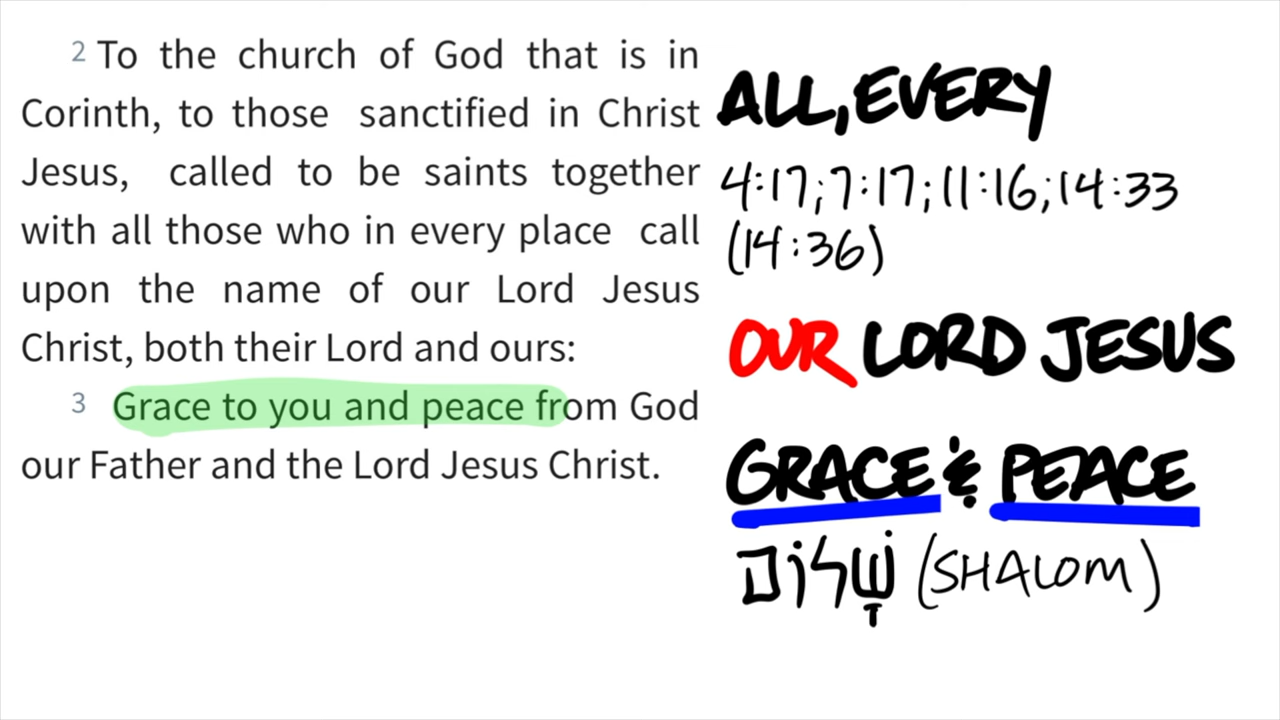 2 To the church of God that is in
Corinth, to those sanctified in Christ
Jesus, called to be saints together
with all those who in every place call
upon the name of our Lord Jesus
Christ, both their Lord and ours:
3 Grace to you and peace from God
our Father and the Lord Jesus Christ.
ALL, EVERY
4:17; 7:17; 11:16; 14:33
(14:36)
OUR LORD JESUS
GRACE & PEACE
שָׁלוֹם (SHALOM)